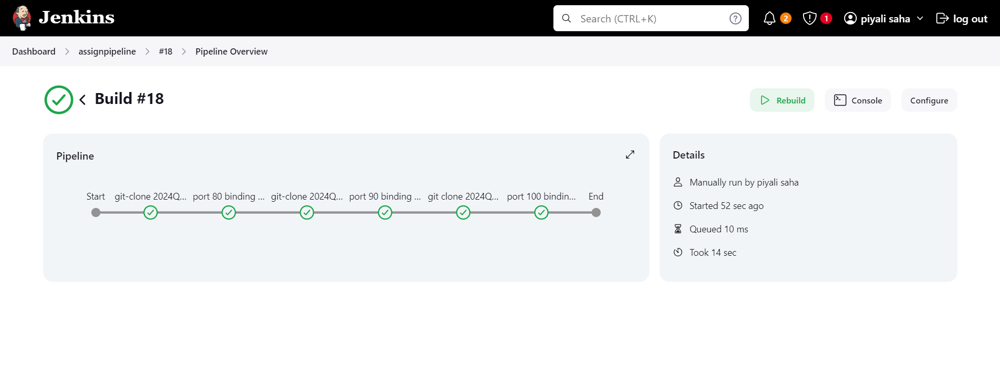 Jenkins
Search (CTRL+K)
?
2
1
piyali saha
log out
Dashboard
assignpipeline
#18
Pipeline Overview
Build #18
Rebuild
Console
Configure
Pipeline
Start
git-clone 2024Q...
port 80 binding ...
git-clone 2024Q...
port 90 binding ...
git clone 2024Q...
port 100 bindin...
End
Details
Manually run by piyali saha
Started 52 sec ago
Queued 10 ms
Took 14 sec